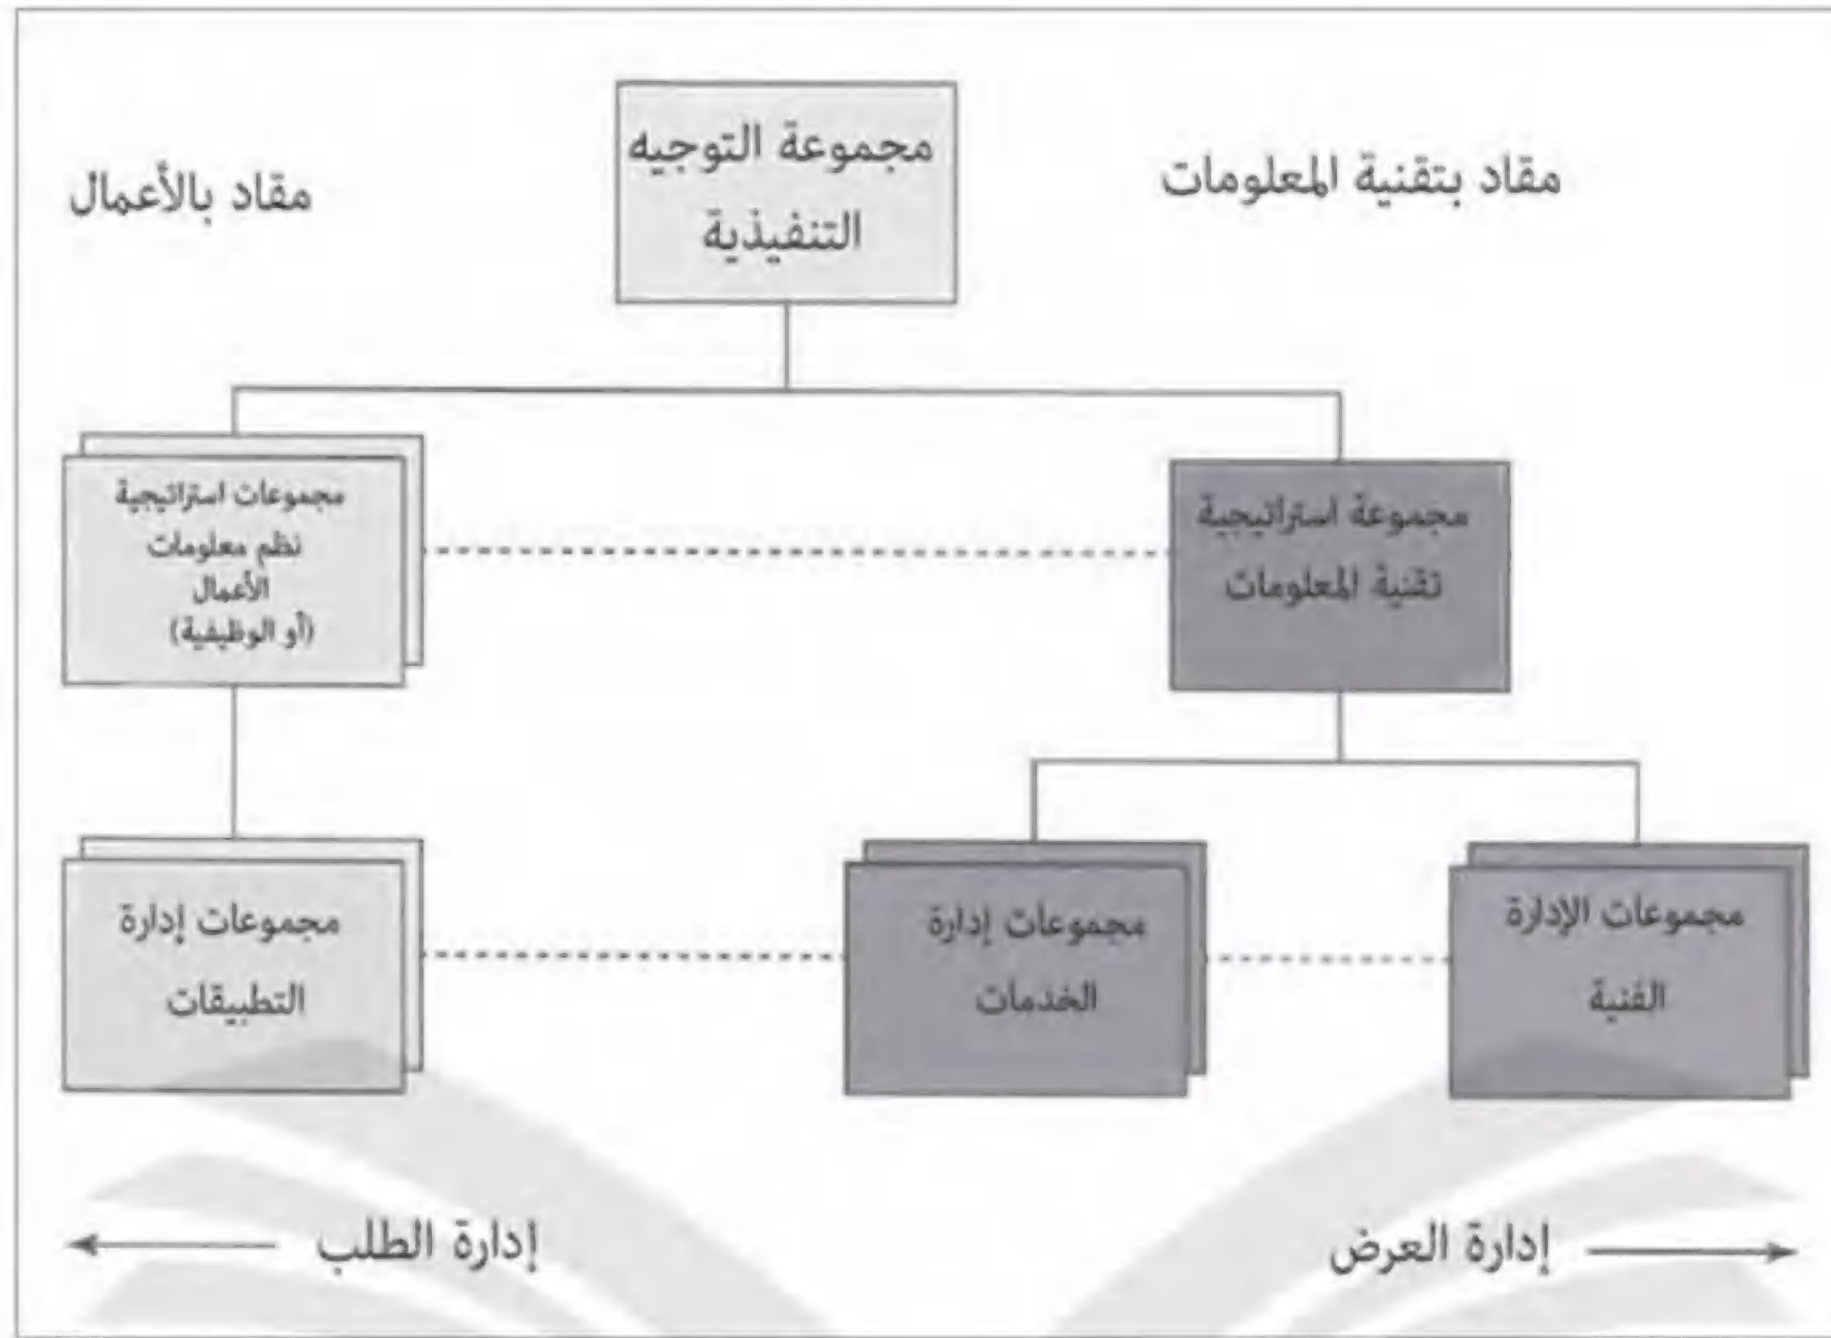 مجموعة التوجيه
التنفيذية
مقاد بتقنية المعلومات
مقاد بالأعمال
مجموعة استراتيجية
تقنية المعلومات
مجموعات استراتيجية
نظم معلومات
الأعمال
(أو الوظيفية)
مجموعات الإدارة
الفنية
مجموعات إدارة
الخدمات
مجموعات إدارة
التطبيقات
إدارة العرض
إدارة الطلب